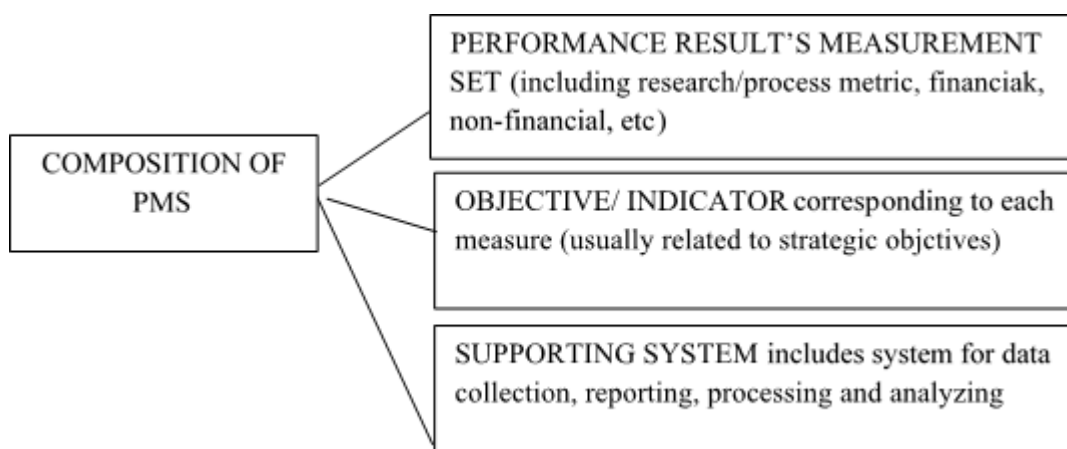 COMPOSITION OF
PMS
PERFORMANCE RESULT'S MEASUREMENT
SET (including research/process metric, financiak,
non-financial, etc)
OBJECTIVE/ INDICATOR corresponding to each
measure (usually related to strategic objctives)
SUPPORTING SYSTEM includes system for data
collection, reporting, processing and analyzing